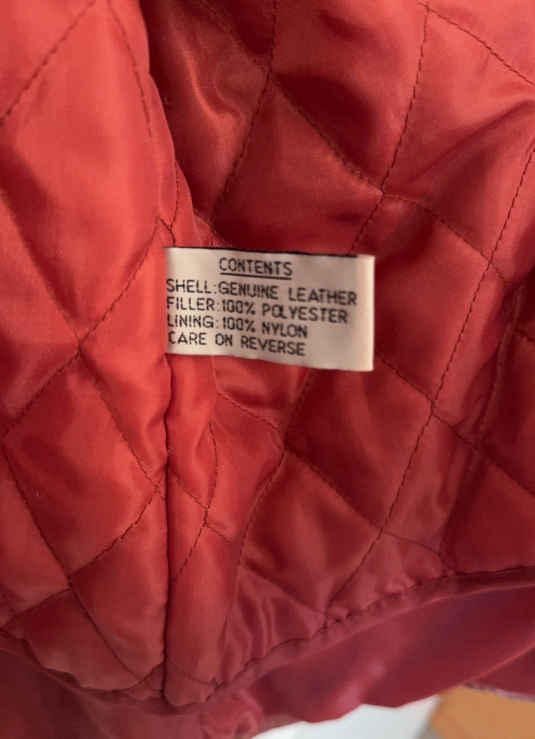 CONTENTS
SHELL:GENUINE LEATHER
FILLER:100% POLYESTER
LINING:100% NYLON
CARE ON REVERSE